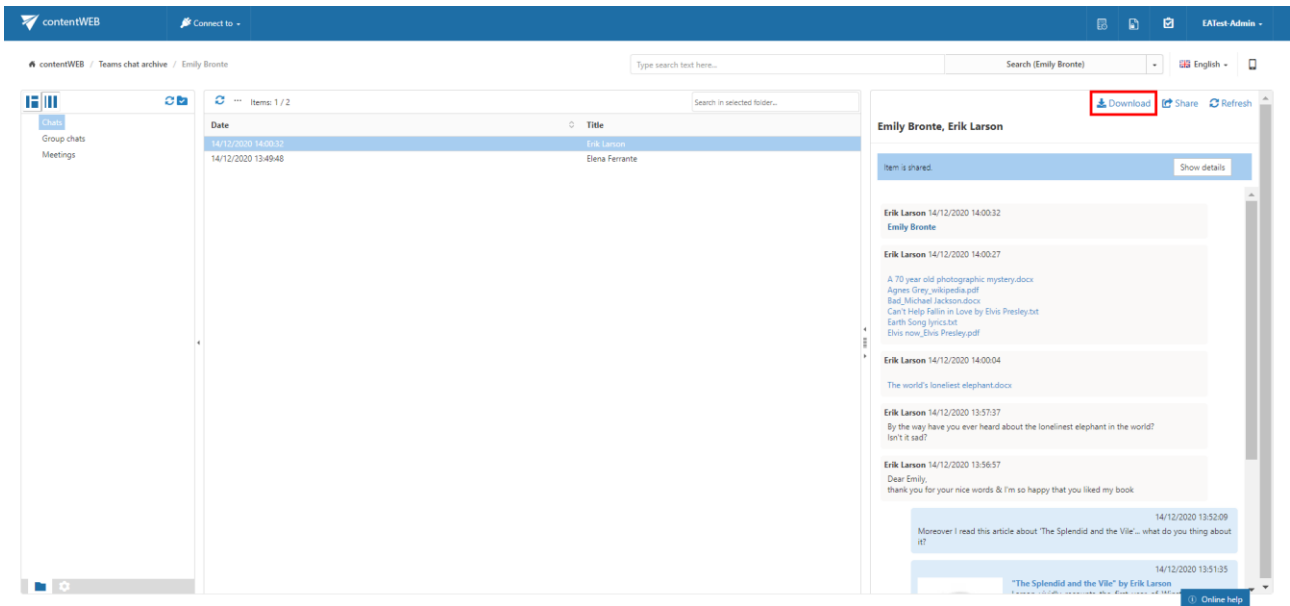 contentWEB
Connect to
EATest-Admin
contentWEB / Teams chat archive / Emily Bronte
Type search text here...
Search (Emily Bronte)
English
Items: 1 / 2
Search in selected folder...
Download Share Refresh
Chats
Group chats
Meetings
Date Title
14/12/2020 14:00:32 Erik Larson
14/12/2020 13:49:48 Elena Ferrante
Emily Bronte, Erik Larson
Item is shared.
Show details
Erik Larson 14/12/2020 14:00:32
Emily Bronte
Erik Larson 14/12/2020 14:00:27
A 70 year old photographic mystery.docx
Agnes Grey_wikipedia.pdf
Bad_Michael Jackson.docx
Can't Help Fallin in Love by Elvis Presley.txt
Earth Song lyrics.txt
Elvis now_Elvis Presley.pdf
Erik Larson 14/12/2020 14:00:04
The world's loneliest elephant.docx
Erik Larson 14/12/2020 13:57:37
By the way have you ever heard about the lonelinest elephant in the world?
Isn't it sad?
Erik Larson 14/12/2020 13:56:57
Dear Emily,
thank you for your nice words & I'm so happy that you liked my book
14/12/2020 13:52:09
Moreover I read this article about 'The Splendid and the Vile'... what do you thing about
it?
14/12/2020 13:51:35
"The Splendid and the Vile" by Erik Larson
Online help